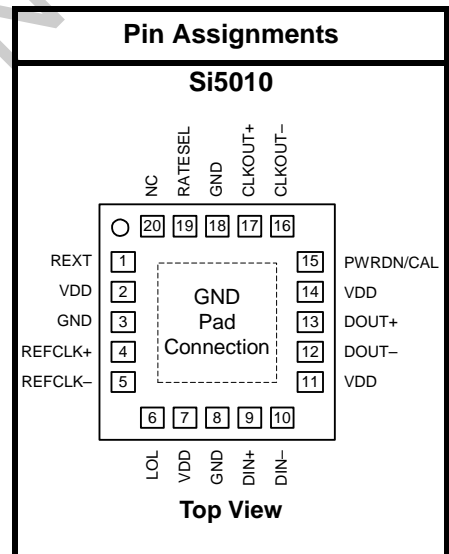 Pin Assignments
Si5010
NC
RATESEL
GND
CLKOUT+
CLKOUT–
20 19 18 17 16
REXT 1
VDD 2
GND 3
REFCLK+ 4
REFCLK– 5
GND
Pad
Connection
15 PWRDN/CAL
14 VDD
13 DOUT+
12 DOUT–
11 VDD
6 7 8 9 10
LOL
VDD
GND
DIN+
DIN–
Top View